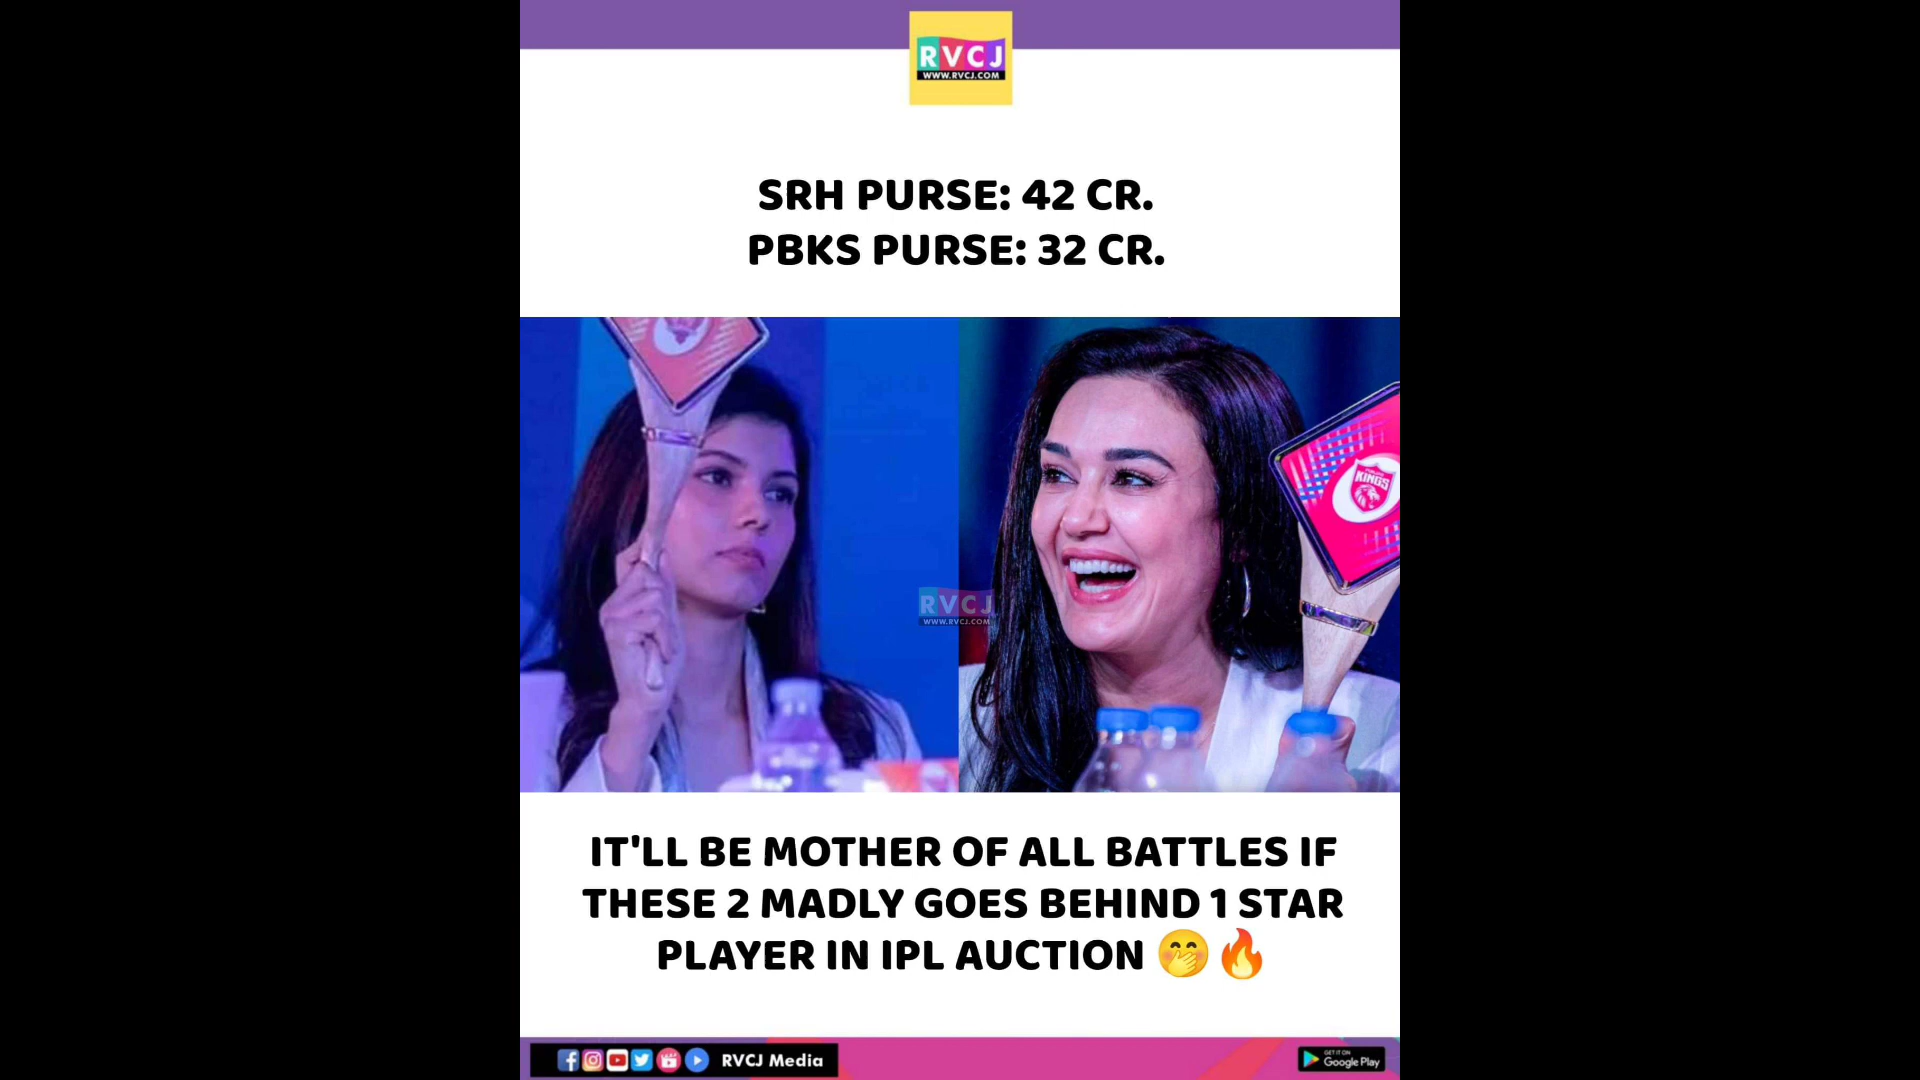 RVCJ
WWW.RVCJ.COM
SRH PURSE: 42 CR.
PBKS PURSE: 32 CR.
KINGS
RVCJ
WWW.RVCJ.COM
IT'LL BE MOTHER OF ALL BATTLES IF
THESE 2 MADLY GOES BEHIND 1 STAR
PLAYER IN IPL AUCTION 🤭🔥
RVCJ Media
GET IT ON
Google Play